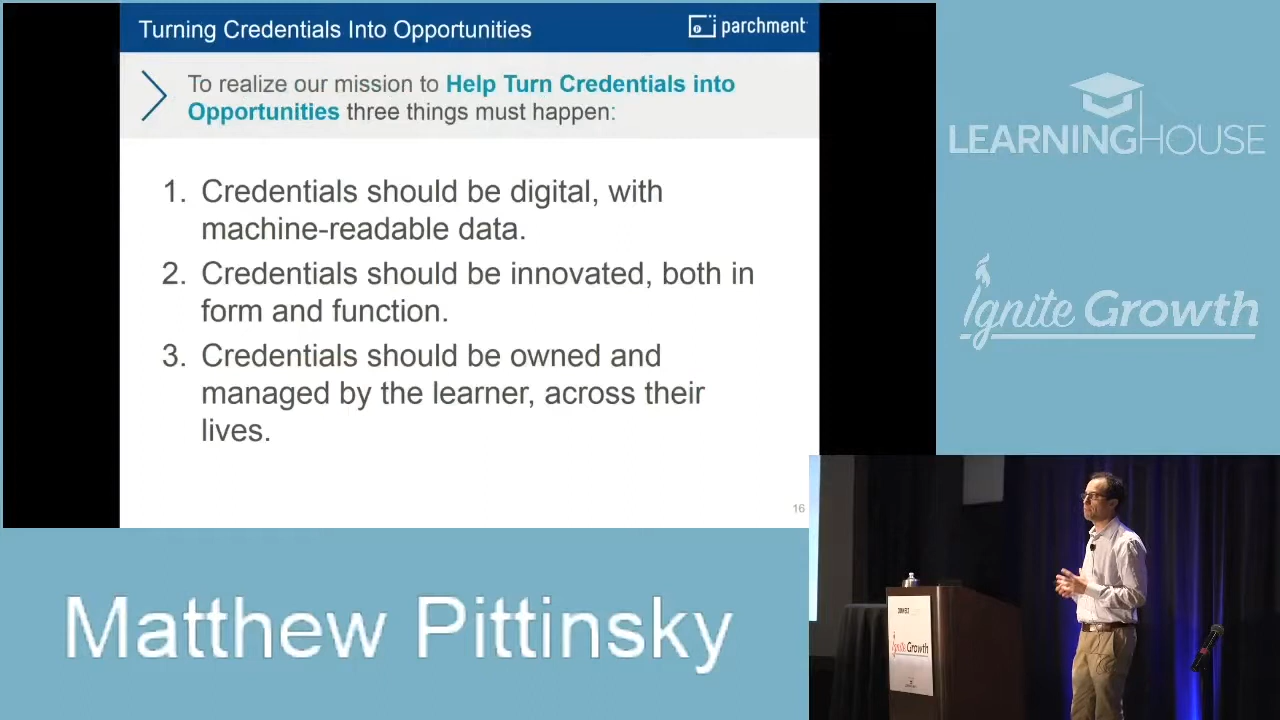 Turning Credentials Into Opportunities
parchment
To realize our mission to Help Turn Credentials into
Opportunities three things must happen:
1. Credentials should be digital, with
machine-readable data.
2. Credentials should be innovated, both in
form and function.
3. Credentials should be owned and
managed by the learner, across their
lives.
16
LEARNINGHOUSE
Ignite Growth
Matthew Pittinsky
Ignite Growth